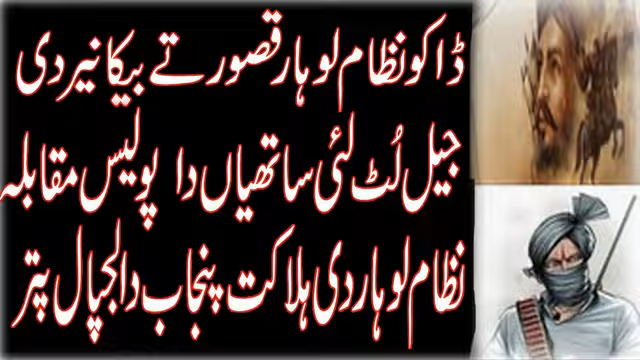 ڈاکو نظام لوہار قصور تے بیکانیر دی
جیل لُٹ لئی ساتھیاں دا پولیس مقابلہ
نظام لوہار دی ہلاکت پنجاب دا لجپال پتر